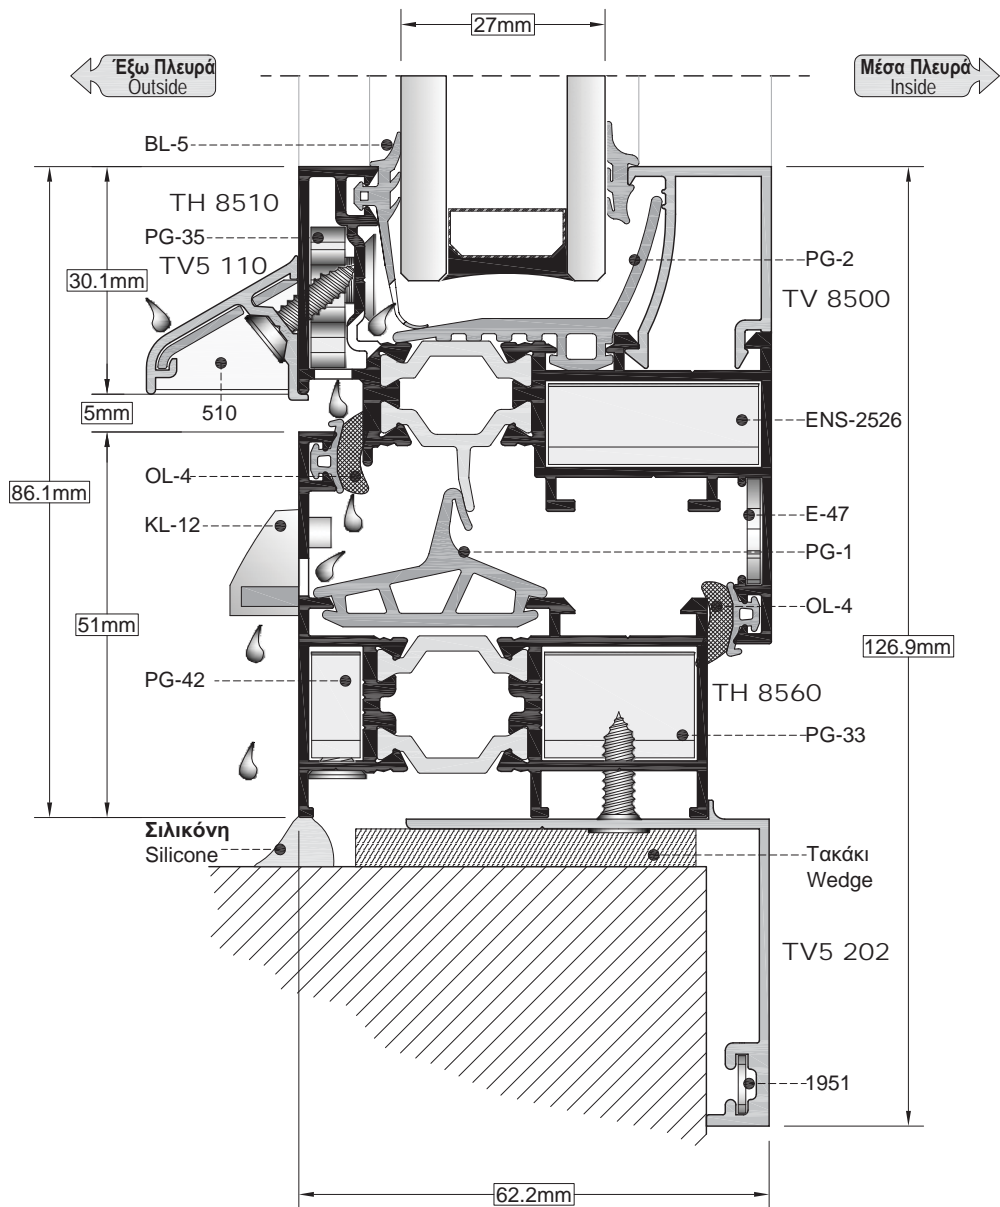 27mm
Έξω Πλευρά
Outside
Μέσα Πλευρά
Inside
BL-5
TH 8510
PG-35
TV5 110
30.1mm
PG-2
TV 8500
5mm
510
ENS-2526
OL-4
86.1mm
KL-12
E-47
PG-1
OL-4
51mm
126.9mm
PG-42
TH 8560
PG-33
Σιλικόνη
Silicone
Τακάκι
Wedge
TV5 202
1951
62.2mm